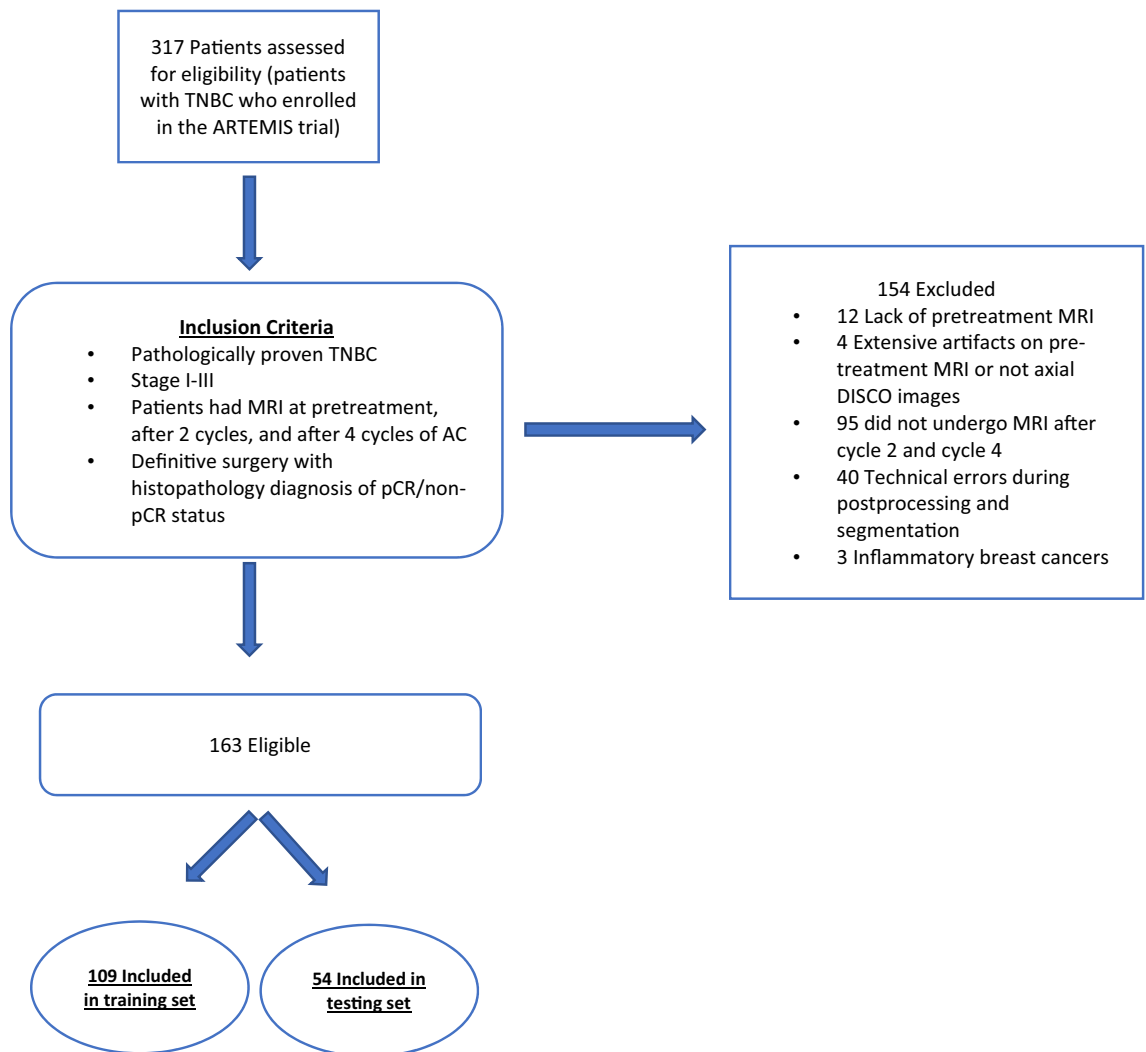 317 Patients assessed
for eligibility (patients
with TNBC who enrolled
in the ARTEMIS trial)
Inclusion Criteria
• Pathologically proven TNBC
• Stage I-III
• Patients had MRI at pretreatment,
after 2 cycles, and after 4 cycles of AC
• Definitive surgery with
histopathology diagnosis of pCR/non-
pCR status
154 Excluded
• 12 Lack of pretreatment MRI
• 4 Extensive artifacts on pre-
treatment MRI or not axial
DISCO images
• 95 did not undergo MRI after
cycle 2 and cycle 4
• 40 Technical errors during
postprocessing and
segmentation
• 3 Inflammatory breast cancers
163 Eligible
109 Included
in training set
54 Included in
testing set